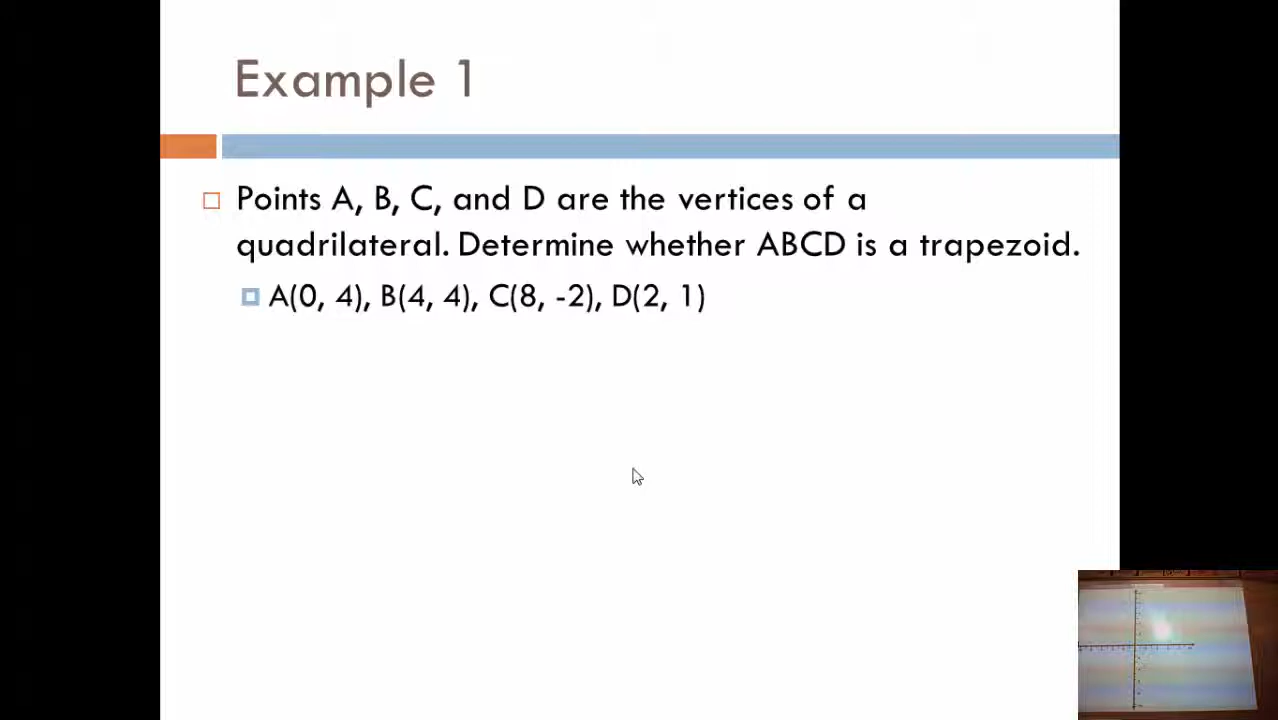 Example 1
Points A, B, C, and D are the vertices of a
quadrilateral. Determine whether ABCD is a trapezoid.
A(0, 4), B(4, 4), C(8, -2), D(2, 1)